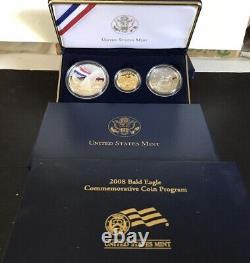 UNITED STATES MINT
UNITED STATES MINT
2008 Bald Eagle
Commemorative Coin Program
UNITED STATES MINT